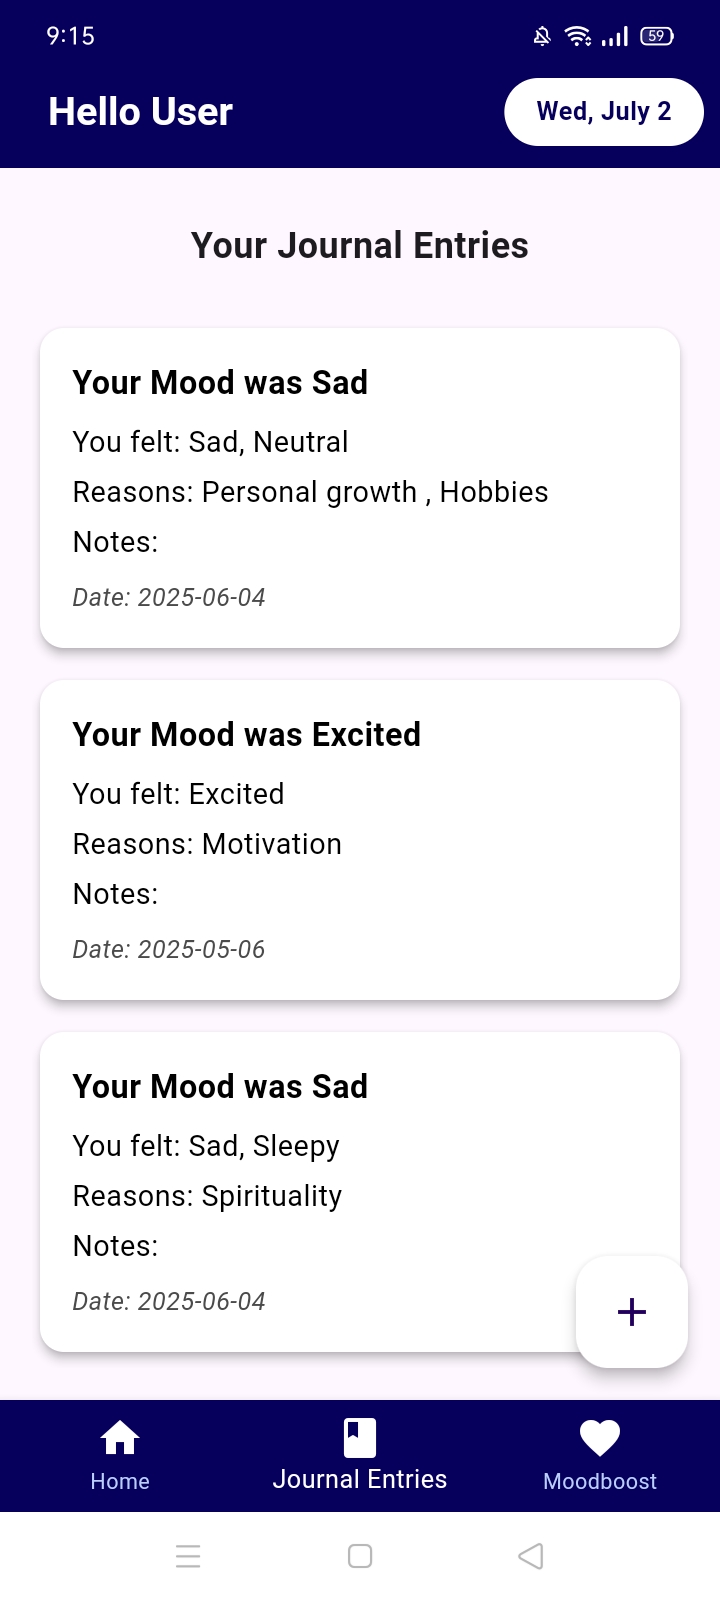 9:15
59
Hello User
Wed, July 2
Your Journal Entries
Your Mood was Sad
You felt: Sad, Neutral
Reasons: Personal growth , Hobbies
Notes:
Date: 2025-06-04
Your Mood was Excited
You felt: Excited
Reasons: Motivation
Notes:
Date: 2025-05-06
Your Mood was Sad
You felt: Sad, Sleepy
Reasons: Spirituality
Notes:
Date: 2025-06-04
Home
Journal Entries
Moodboost